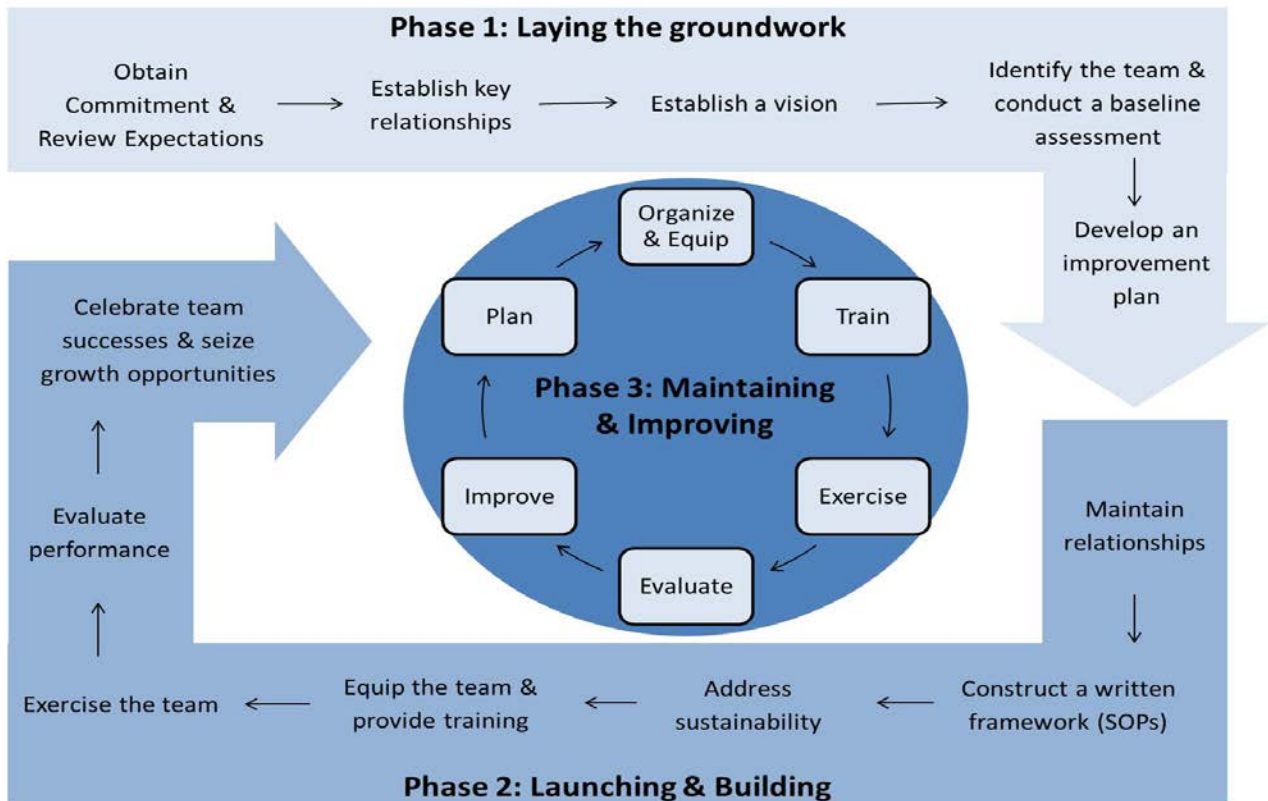 Phase 1: Laying the groundwork
Obtain
Commitment &
Review Expectations
Establish key
relationships
Establish a vision
Identify the team &
conduct a baseline
assessment
Develop an
improvement
plan
Maintain
relationships
Construct a written
framework (SOPs)
Address
sustainability
Equip the team &
provide training
Exercise the team
Evaluate
performance
Celebrate team
successes & seize
growth opportunities
Phase 2: Launching & Building
Phase 3: Maintaining
& Improving
Plan
Organize
& Equip
Train
Exercise
Evaluate
Improve